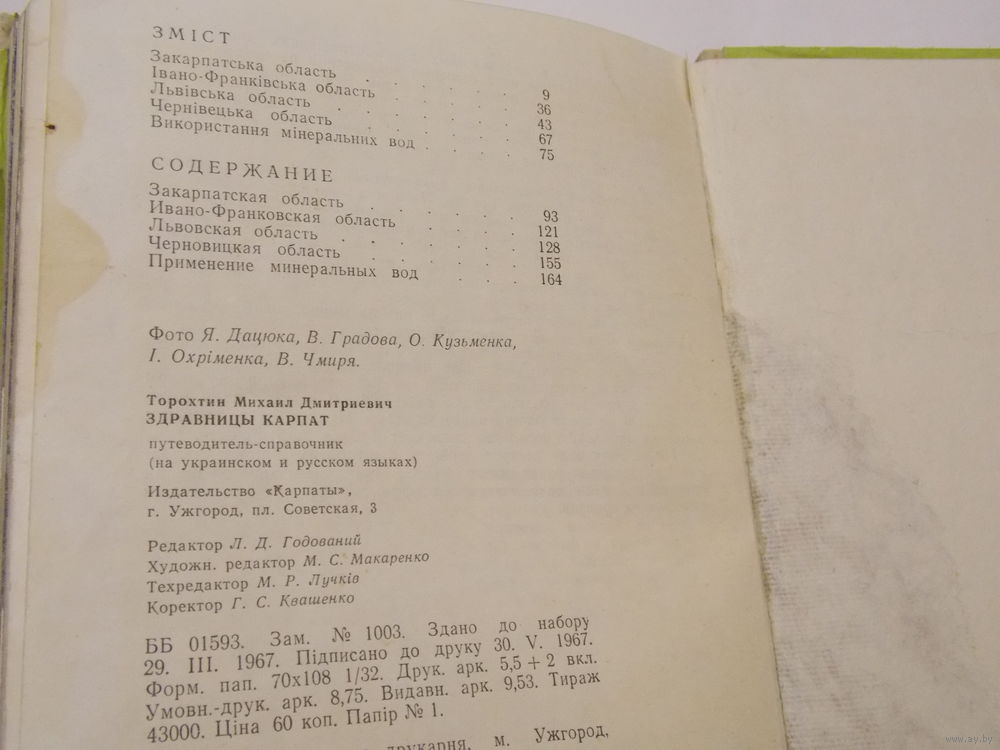 ЗМІСТ
Закарпатська область . . . . . . 9
Івано-Франківська область . . . . . 36
Львівська область . . . . . . 43
Чернівецька область . . . . . 67
Використання мінеральних вод . . . . 75
СОДЕРЖАНИЕ
Закарпатская область . . . . . . 93
Ивано-Франковская область . . . . 121
Львовская область . . . . . . 128
Черновицкая область . . . . . 155
Применение минеральных вод . . . 164
Фото Я. Дацюка, В. Градова, О. Кузьменка,
І. Охріменка, В. Чмиря.
Торохтин Михаил Дмитриевич
ЗДРАВНИЦЫ КАРПАТ
путеводитель-справочник
(на украинском и русском языках)
Издательство «Карпаты»,
г. Ужгород, пл. Советская, 3
Редактор Л. Д. Годований
Художн. редактор М. С. Макаренко
Техредактор М. Р. Лучків
Коректор Г. С. Квашенко
ББ 01593. Зам. № 1003. Здано до набору
29. III. 1967. Підписано до друку 30. V. 1967.
Форм. пап. 70х108 1/32. Друк. арк. 5,5 + 2 вкл.
Умовн.-друк. арк. 8,75. Видавн. арк. 9,53. Тираж
43000. Ціна 60 коп. Папір № 1.
друкарня, м. Ужгород,
www.ay.by